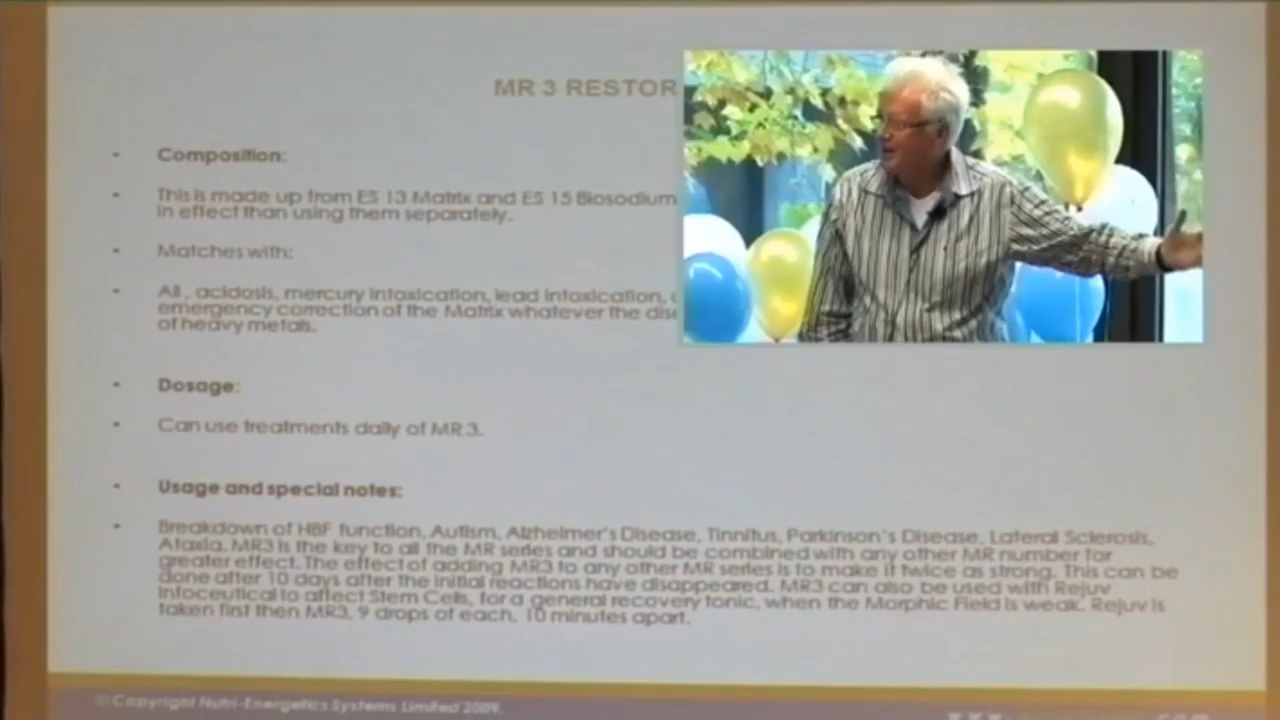 MR 3 RESTOR
• Composition:
• This is made up from ES 13 Matrix and ES 15 Biosodium
in effect than using them separately.
• Matches with:
• All , acidosis, mercury intoxication, lead intoxication,
emergency correction of the Matrix whatever the
of heavy metals.
• Dosage:
• Can use treatments daily of MR 3.
• Usage and special notes:
• Breakdown of HBF function, Autism, Alzheimer's Disease, Tinnitus, Parkinson's Disease, Lateral Sclerosis,
Ataxia. MR3 is the key to all the MR series and should be combined with any other MR number for
greater effect. The effect of adding MR3 to any other MR series is to make it twice as strong. This can be
done after 10 days after the initial reactions have disappeared. MR3 can also be used with Rejuv
Infoceutical to affect Stem Cells, for a general recovery tonic, when the Morphic Field is weak. Rejuv is
taken first then MR3, 9 drops of each, 10 minutes apart.
© Copyright Nutri-Energetics Systems Limited 2009.